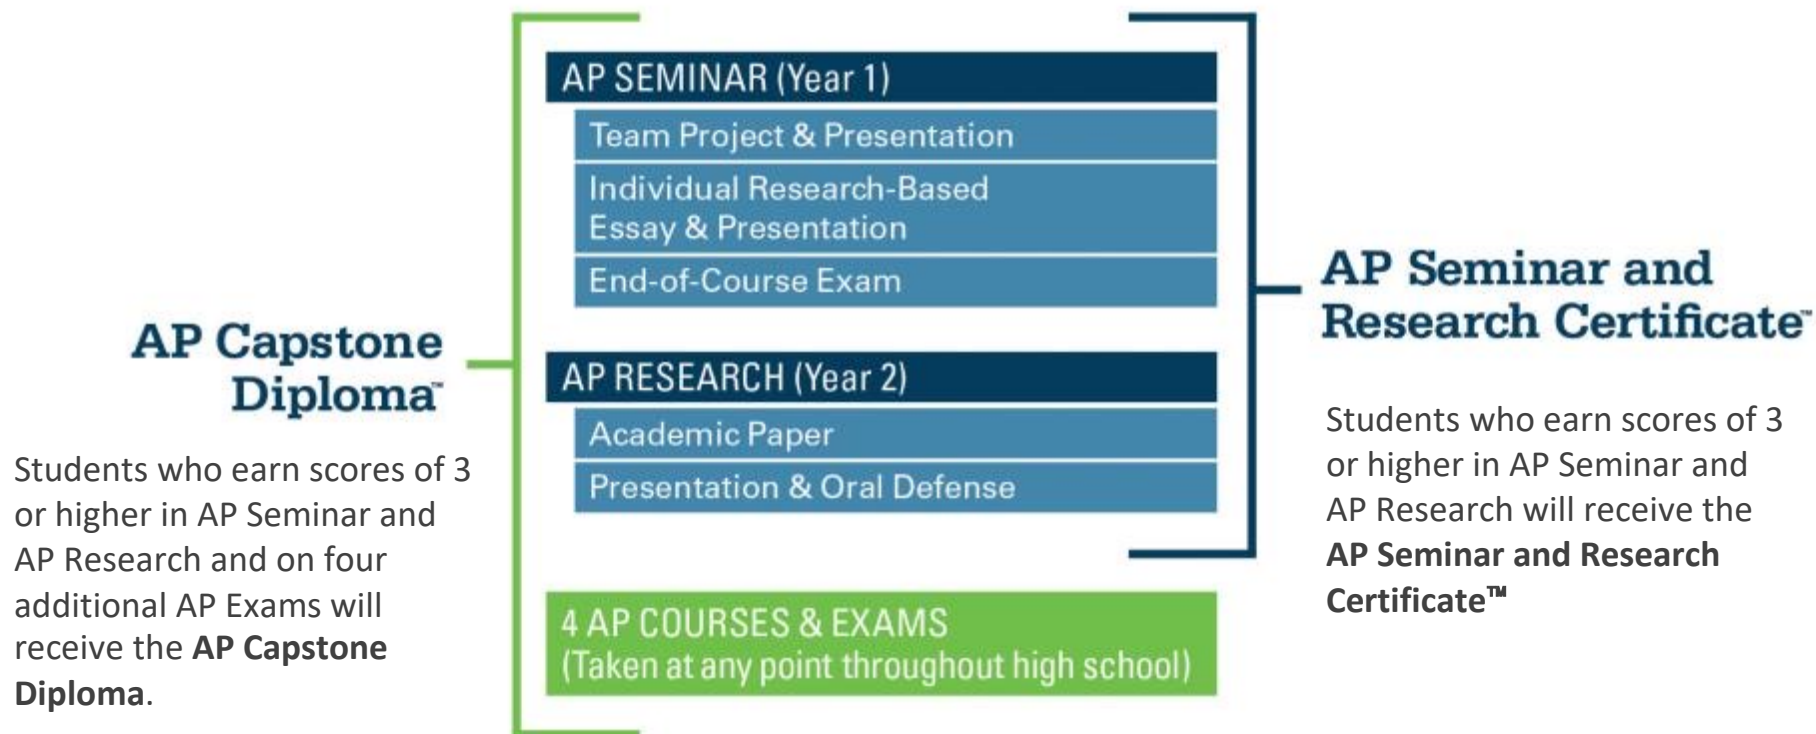 AP Capstone
Diploma™
Students who earn scores of 3
or higher in AP Seminar and
AP Research and on four
additional AP Exams will
receive the AP Capstone
Diploma.
AP SEMINAR (Year 1)
Team Project & Presentation
Individual Research-Based
Essay & Presentation
End-of-Course Exam
AP RESEARCH (Year 2)
Academic Paper
Presentation & Oral Defense
4 AP COURSES & EXAMS
(Taken at any point throughout high school)
AP Seminar and
Research Certificate™
Students who earn scores of 3
or higher in AP Seminar and
AP Research will receive the
AP Seminar and Research
Certificate™